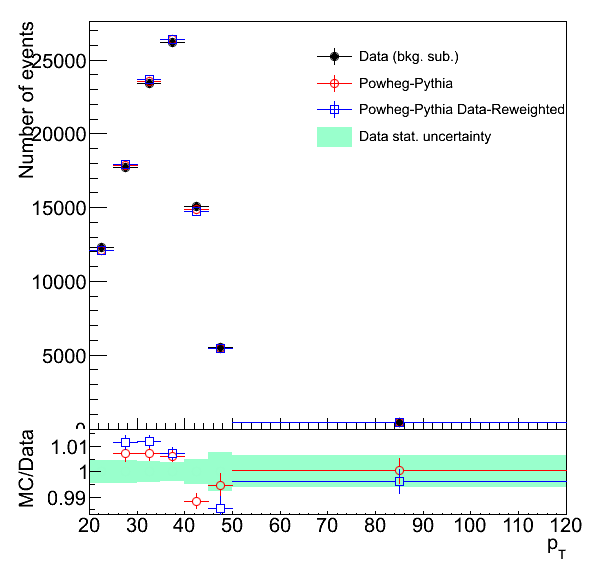 Number of events
25000
20000
15000
10000
5000
0
Data (bkg. sub.)
Powheg-Pythia
Powheg-Pythia Data-Reweighted
Data stat. uncertainty
MC/Data
1.01
1
0.99
20 30 40 50 60 70 80 90 100 110 120
pT